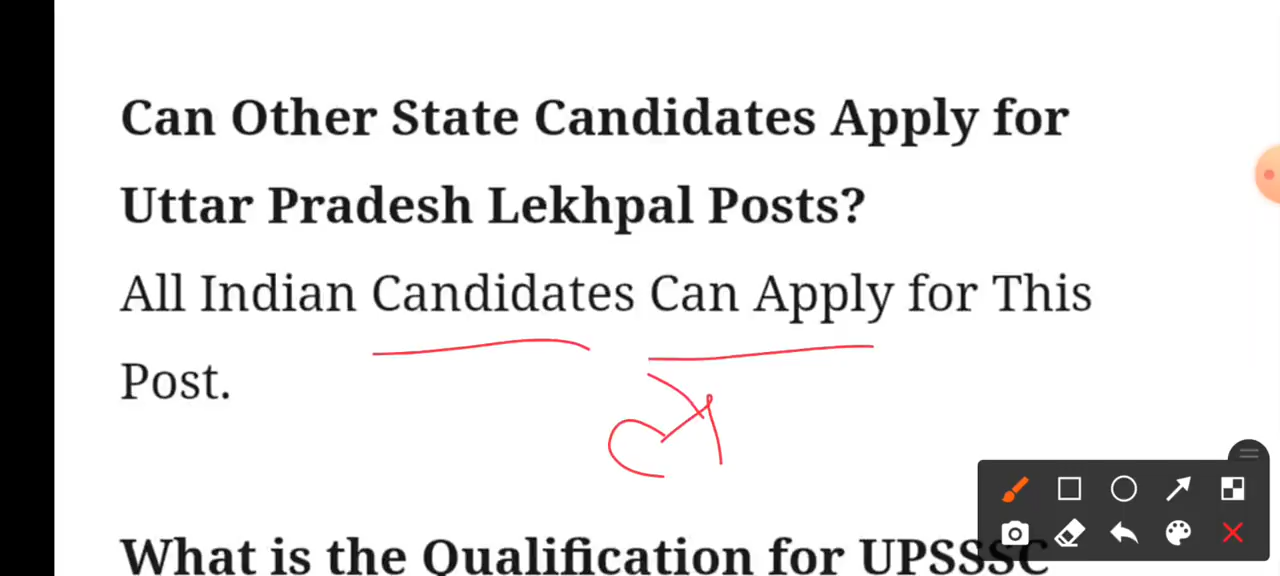 Can Other State Candidates Apply for
Uttar Pradesh Lekhpal Posts?
All Indian Candidates Can Apply for This
Post.
What is the Qualification for UPSSSC